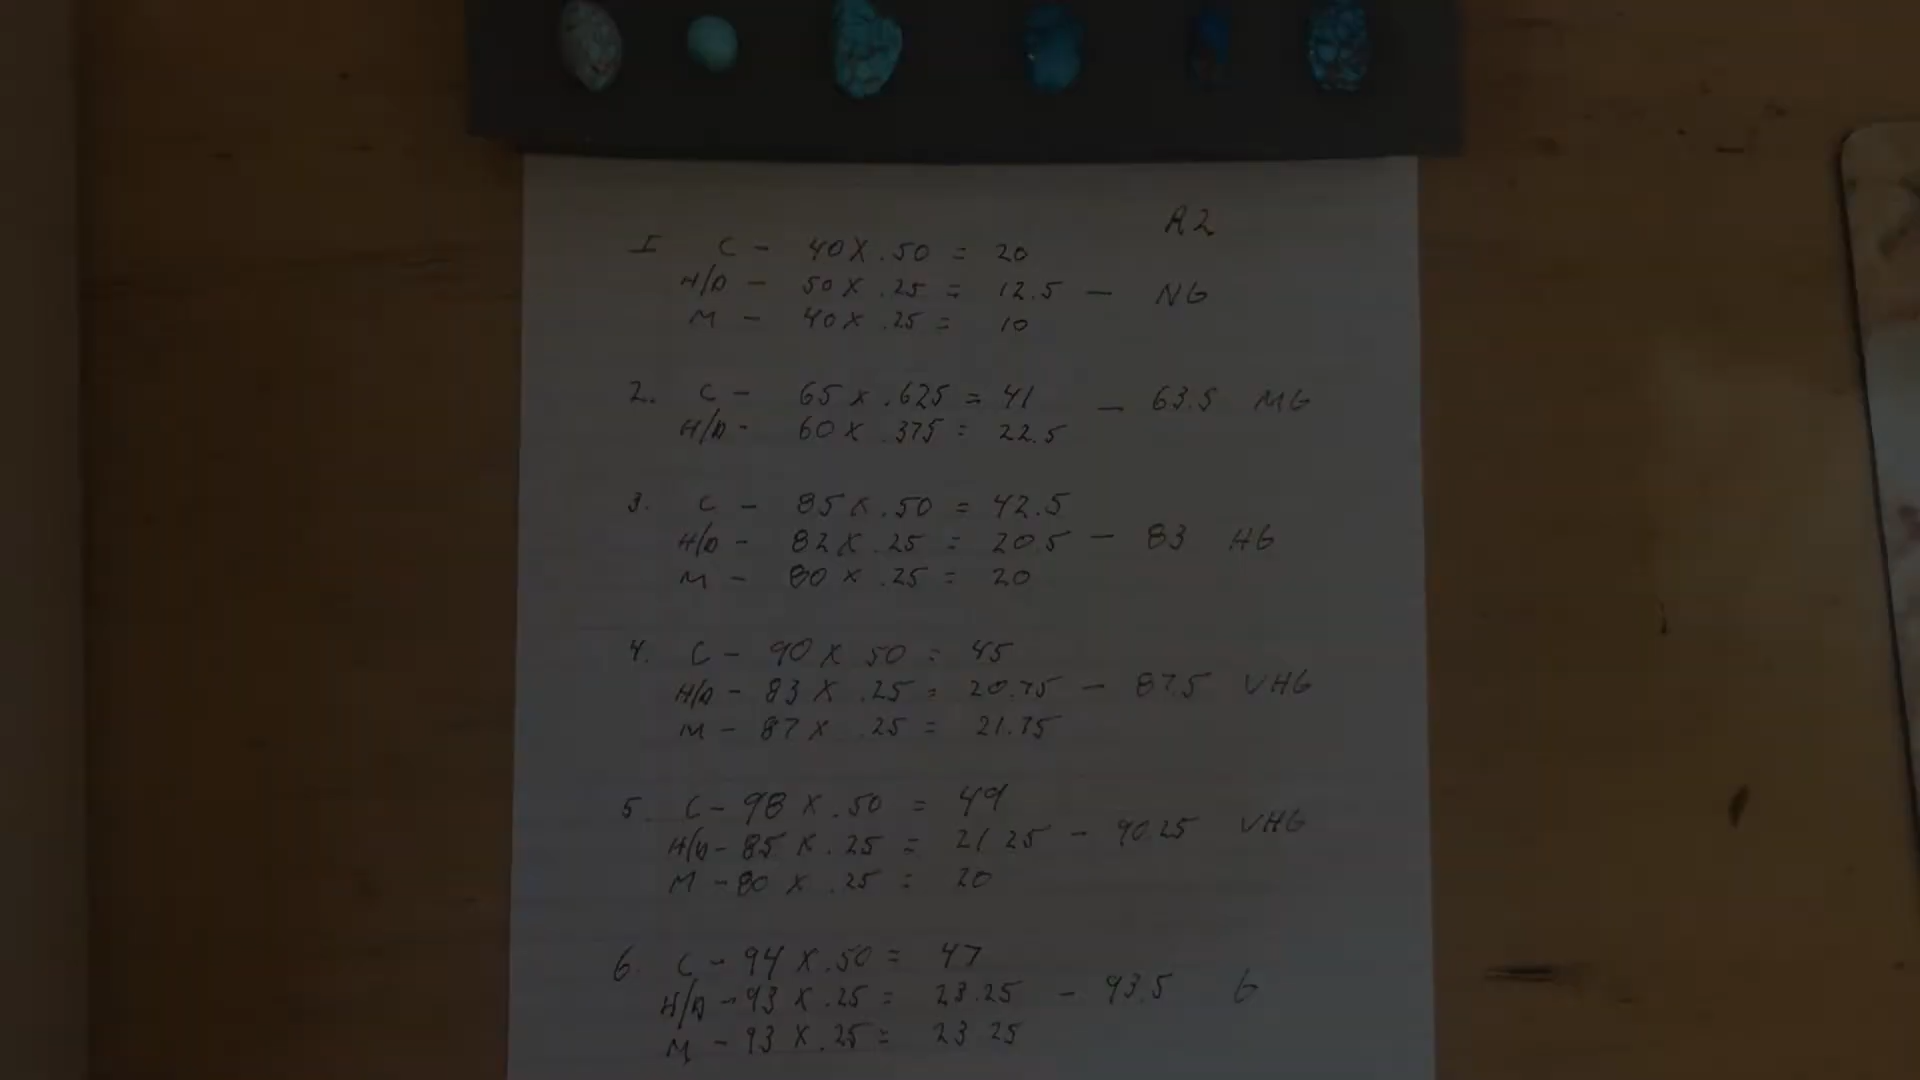 A2
I C - 40 X .50 = 20
H/D - 50 X .25 = 12.5 - NG
M - 40 X .25 = 10
2. C - 65 X .625 = 41 - 63.5 MG
H/D - 60 X .375 = 22.5
3. C - 85 X .50 = 42.5
H/D - 82 X .25 = 20.5 - 83 HG
M - 80 X .25 = 20
4. C - 90 X 50 = 45
H/D - 83 X .25 = 20.75 - 87.5 VHG
M - 87 X .25 = 21.75
5. C - 98 X .50 = 49
H/D - 85 X .25 = 21 25 - 90.25 VHG
M - 80 X .25 = 20
6. C - 94 X .50 = 47
H/D - 93 X .25 = 23.25 - 93.5 G
M - 93 X .25 = 23 25